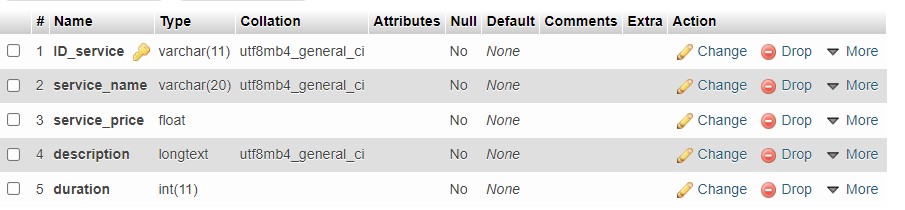 # Name Type Collation Attributes Null Default Comments Extra Action
1 ID_service varchar(11) utf8mb4_general_ci No None Change Drop More
2 service_name varchar(20) utf8mb4_general_ci No None Change Drop More
3 service_price float No None Change Drop More
4 description longtext utf8mb4_general_ci No None Change Drop More
5 duration int(11) No None Change Drop More